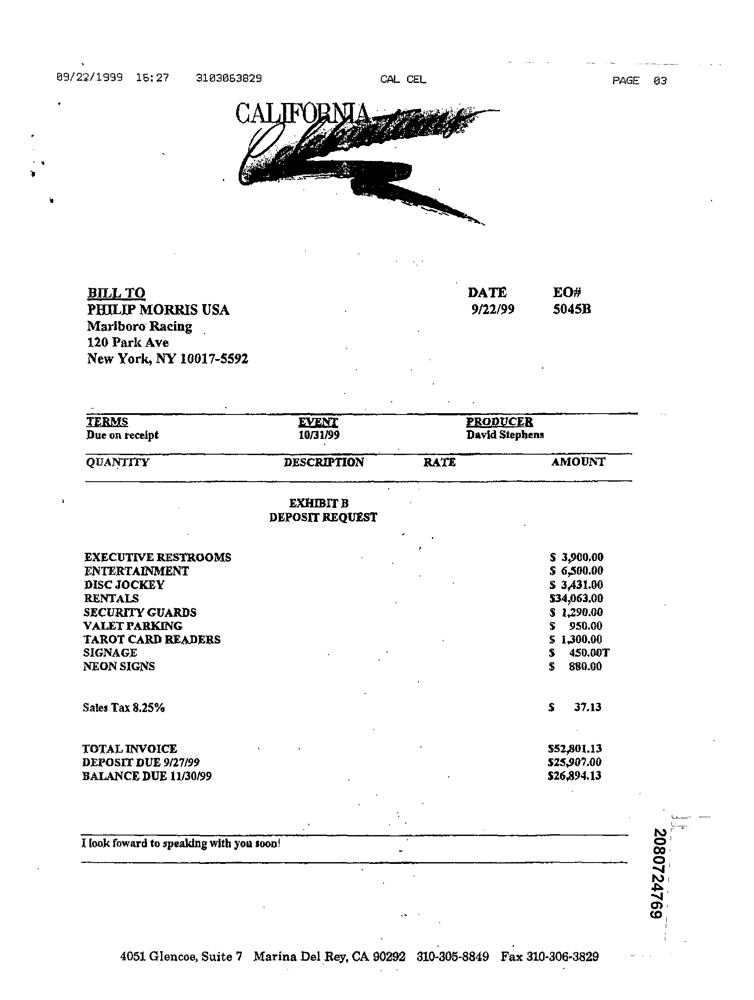 09/22/1999 16:27 3103063829 CAL CEL PAGE 03
CALIFORNIA
Celebrations
BILL TO DATE EO#
PHILIP MORRIS USA 9/22/99 5045B
Marlboro Racing
120 Park Ave
New York, NY 10017-5592
TERMS EVENT PRODUCER
Due on receipt 10/31/99 David Stephens
QUANTITY DESCRIPTION RATE AMOUNT
EXHIBIT B
DEPOSIT REQUEST
EXECUTIVE RESTROOMS $ 3,900.00
ENTERTAINMENT $ 6,500.00
DISC JOCKEY $ 3,431.00
RENTALS $34,063.00
SECURITY GUARDS $ 1,290.00
VALET PARKING $ 950.00
TAROT CARD READERS $ 1,300.00
SIGNAGE $ 450.00T
NEON SIGNS $ 880.00
Sales Tax 8.25% $ 37.13
TOTAL INVOICE $52,801.13
DEPOSIT DUE 9/27/99 $25,907.00
BALANCE DUE 11/30/99 $26,894.13
I look foward to speaking with you soon!
2080724769
4051 Glencoe, Suite 7 Marina Del Rey, CA 90292 310-305-8849 Fax 310-306-3829